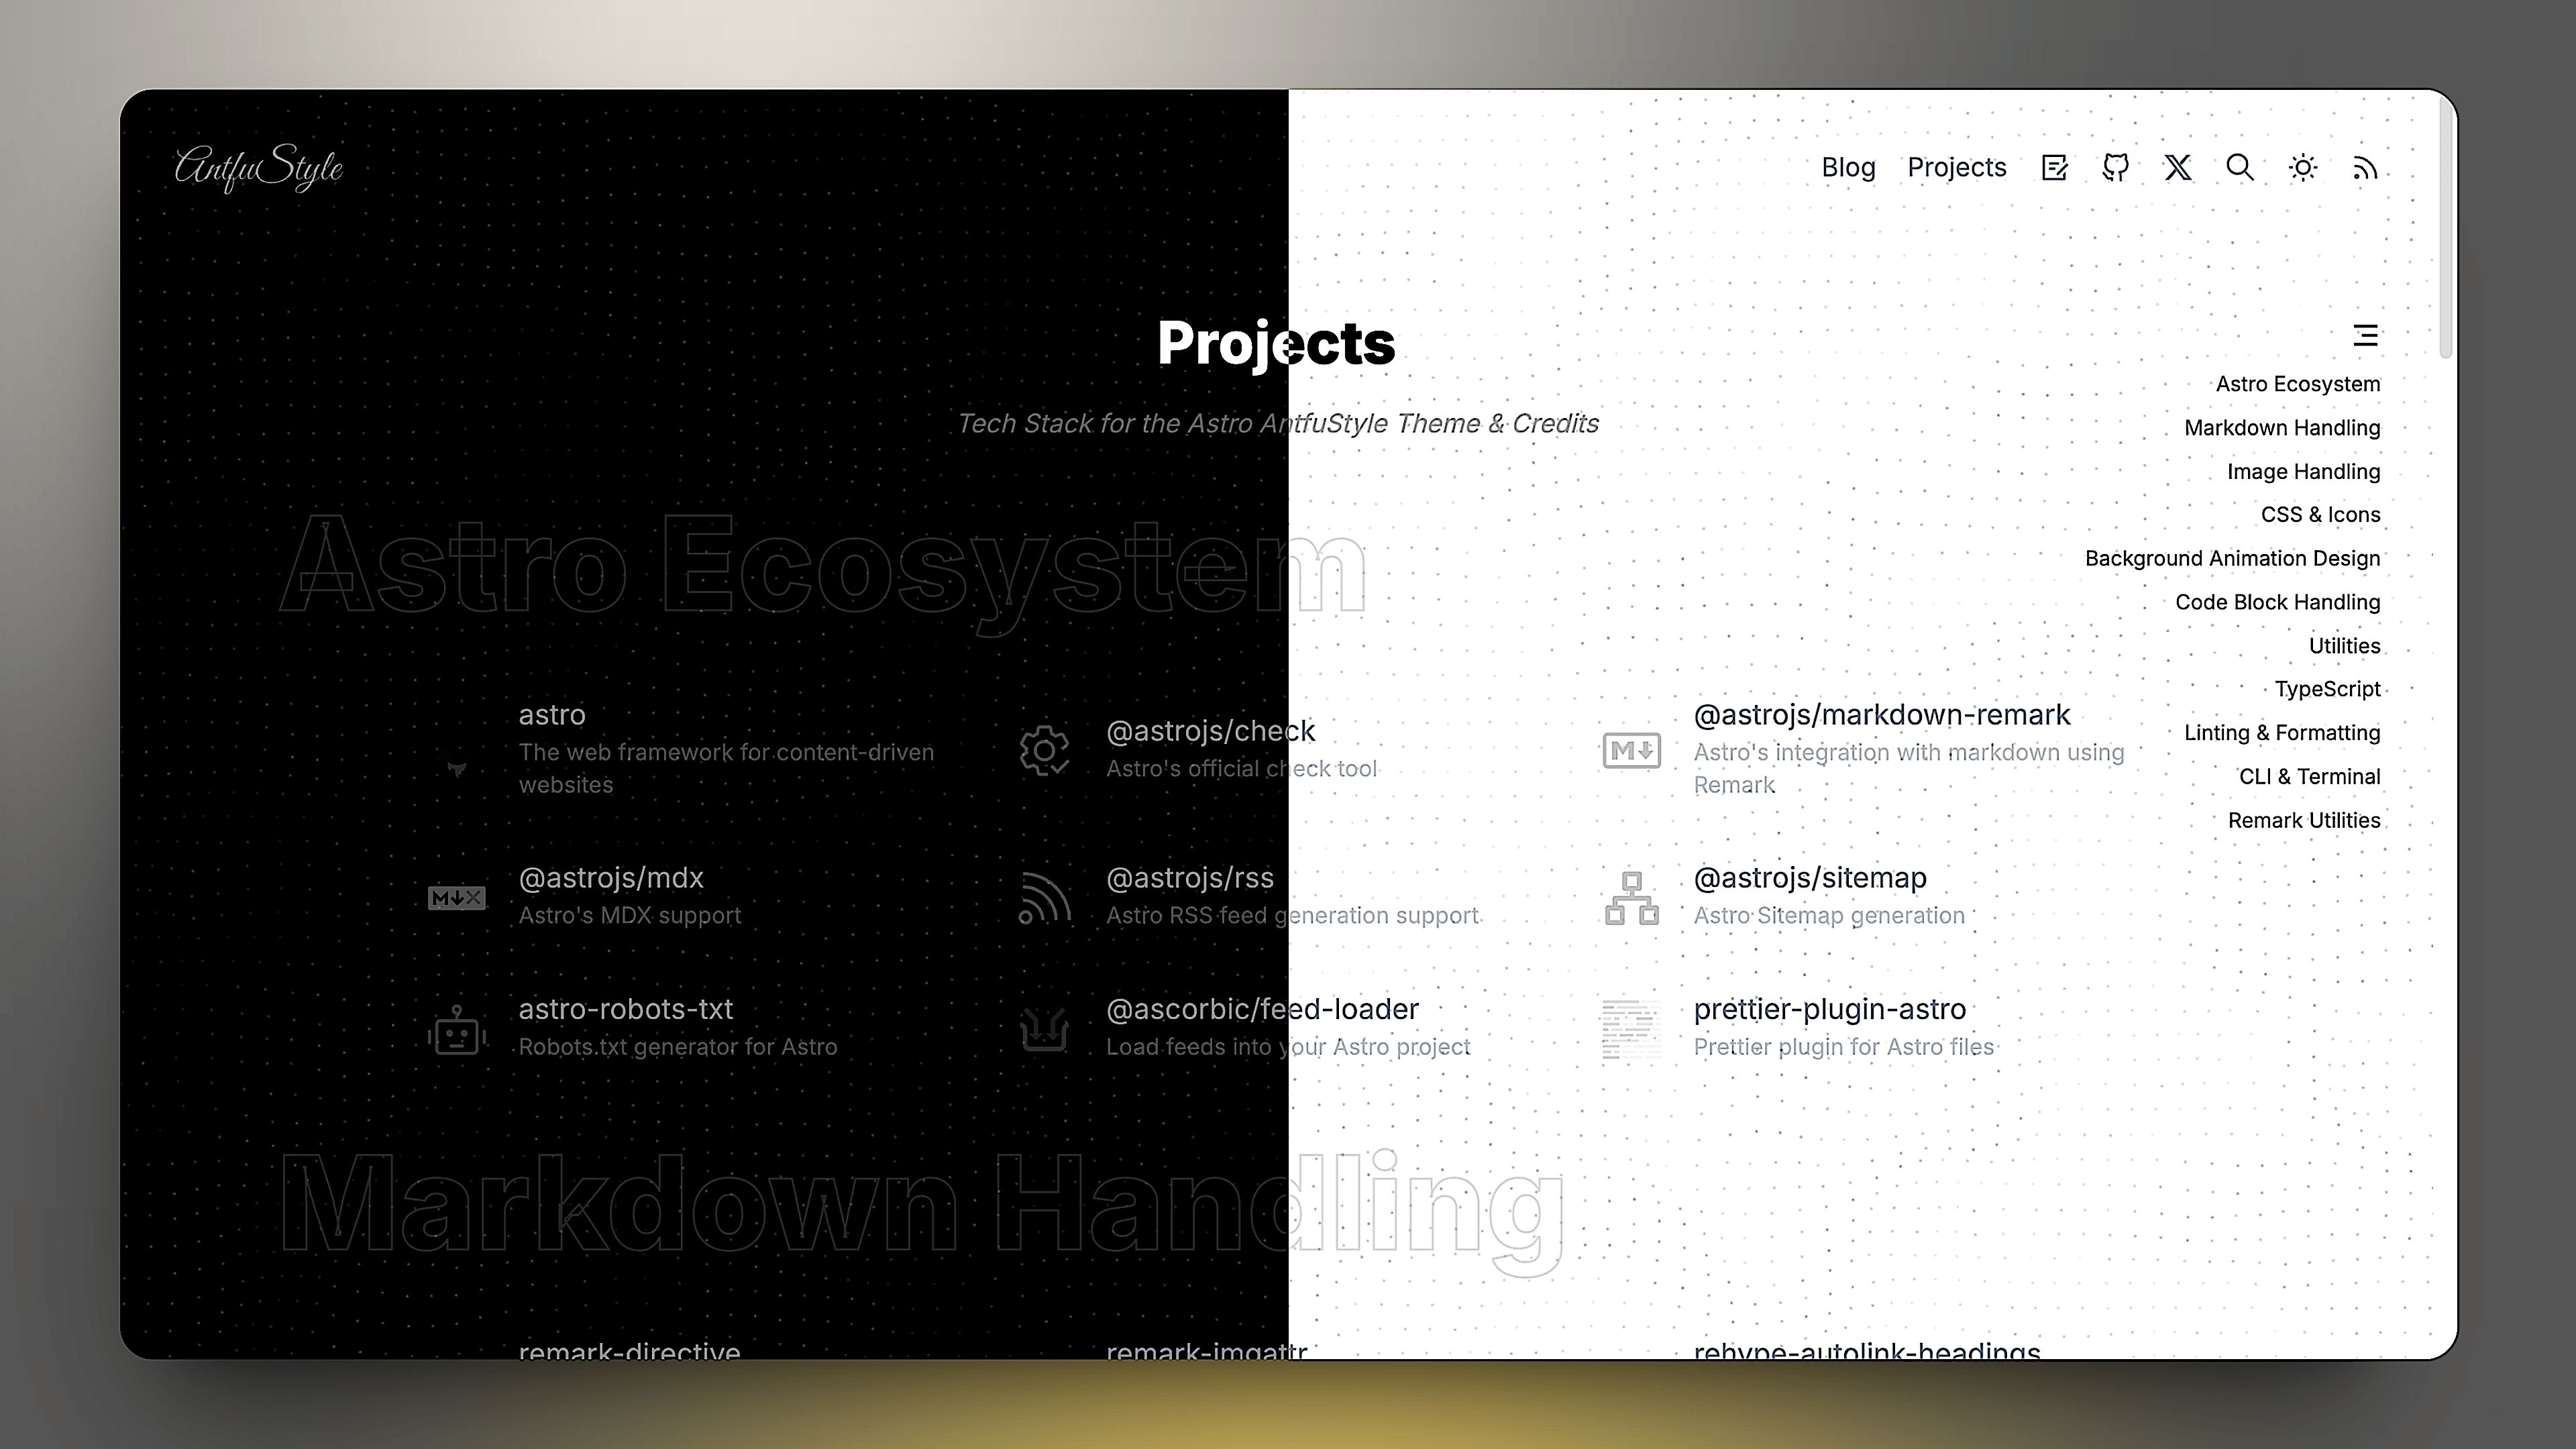 AntfuStyle
Blog Projects
Projects
Tech Stack for the Astro AntfuStyle Theme & Credits
Astro Ecosystem
Markdown Handling
Image Handling
CSS & Icons
Background Animation Design
Code Block Handling
Utilities
TypeScript
Linting & Formatting
CLI & Terminal
Remark Utilities
Astro Ecosystem
astro
The web framework for content-driven
websites
@astrojs/check
Astro's official check tool
@astrojs/markdown-remark
Astro's integration with markdown using
Remark
@astrojs/mdx
Astro's MDX support
@astrojs/rss
Astro RSS feed generation support
@astrojs/sitemap
Astro Sitemap generation
astro-robots-txt
Robots.txt generator for Astro
@ascorbic/feed-loader
Load feeds into your Astro project
prettier-plugin-astro
Prettier plugin for Astro files
Markdown Handling
remark-directive
remark-imgattr
rehype-autolink-headings